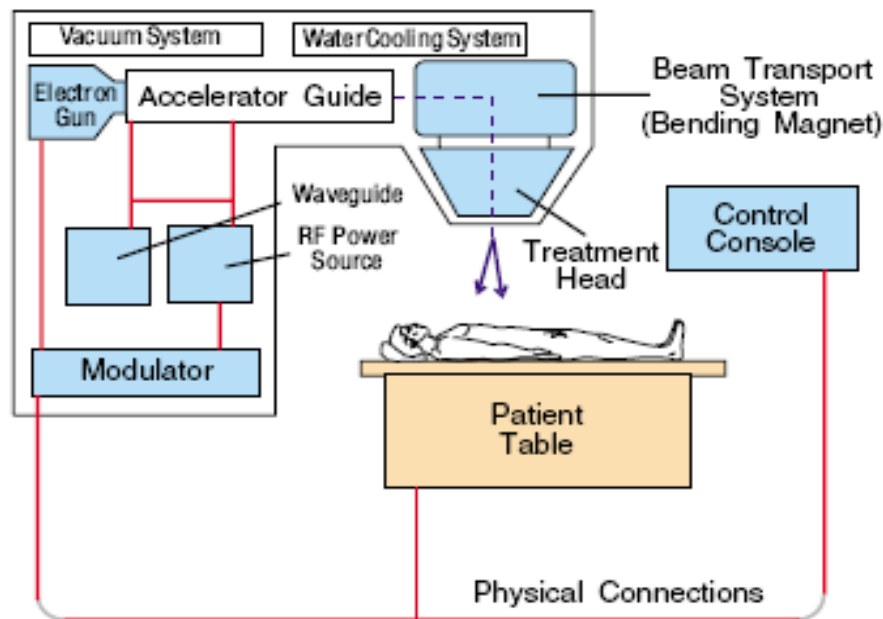 Vacuum System
Water Cooling System
Electron
Gun
Accelerator Guide
Beam Transport
System
(Bending Magnet)
Waveguide
RF Power
Source
Treatment
Head
Control
Console
Modulator
Patient
Table
Physical Connections